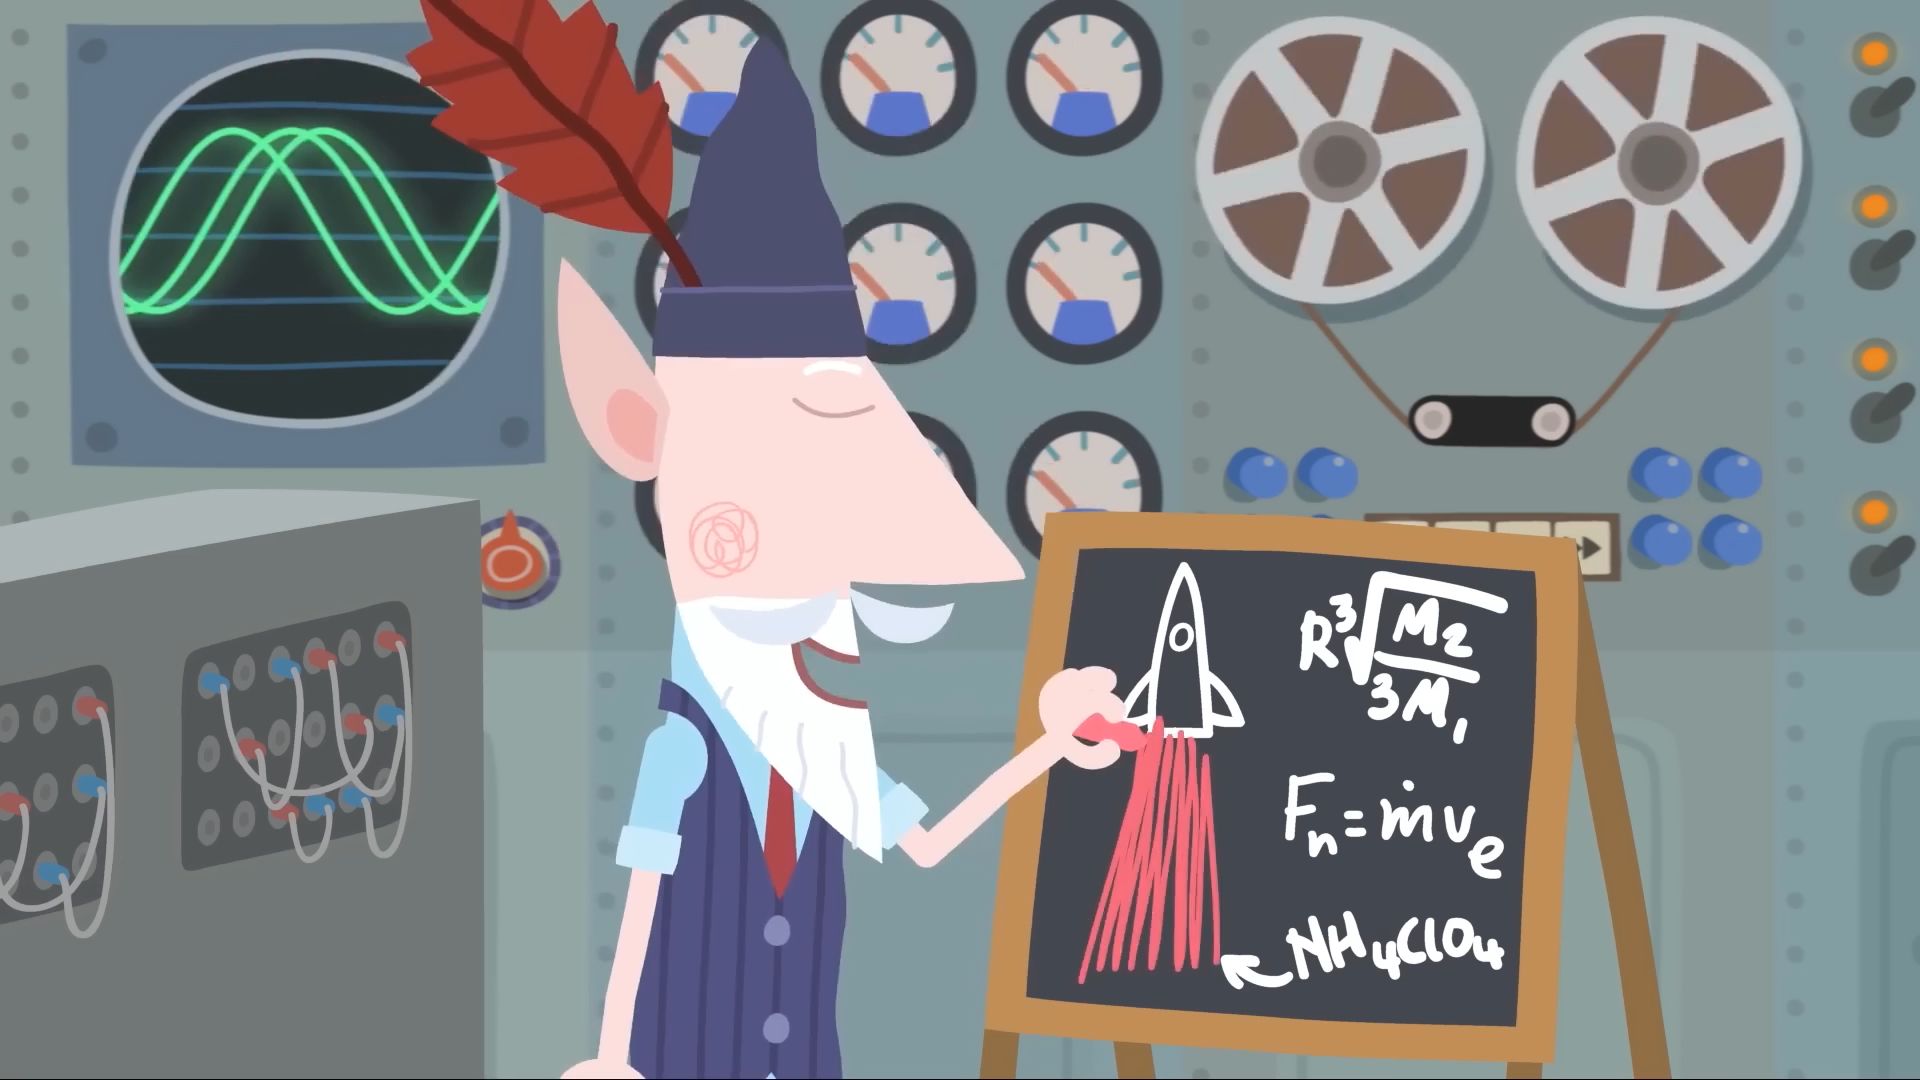 R³√(M₂/3M₁)
Fₙ = ṁvₑ
NH₄ClO₄